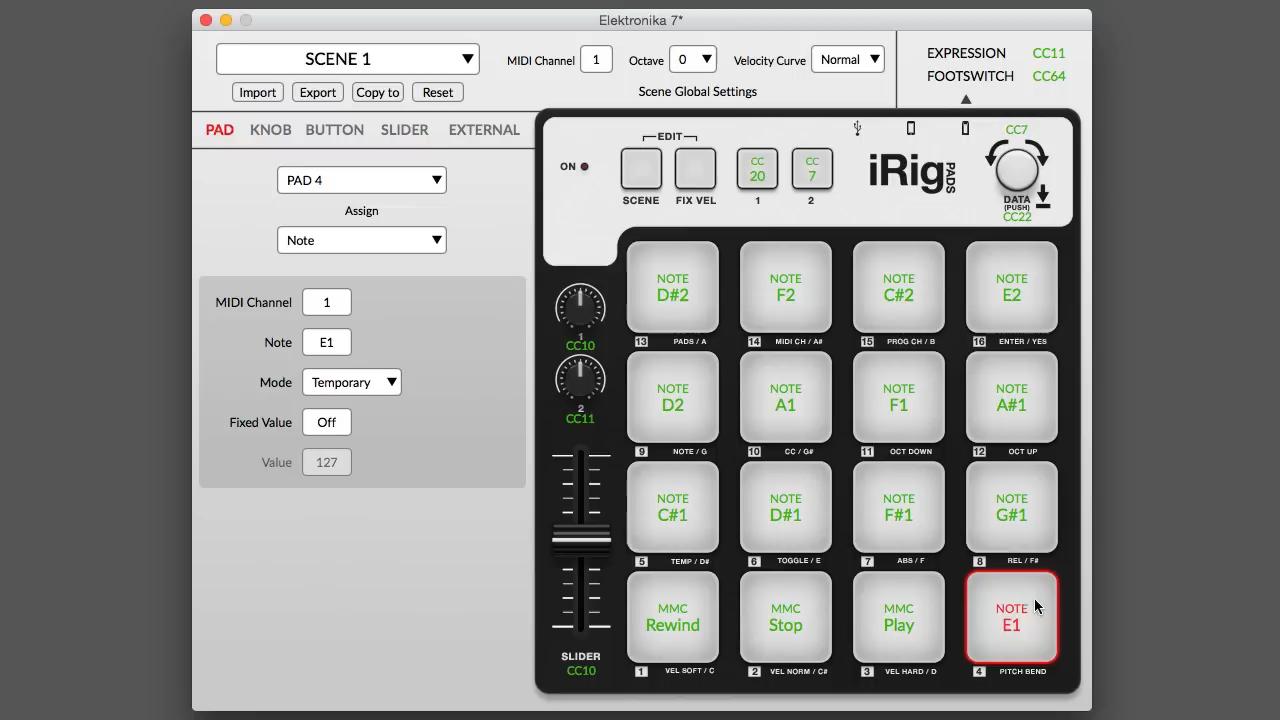 Elektronika 7*
SCENE 1
MIDI Channel 1 Octave 0 Velocity Curve Normal
Import Export Copy to Reset
Scene Global Settings
EXPRESSION CC11
FOOTSWITCH CC64
PAD KNOB BUTTON SLIDER EXTERNAL
PAD 4
Assign
Note
MIDI Channel 1
Note E1
Mode Temporary
Fixed Value Off
Value 127
EDIT
ON
SCENE FIX VEL
CC 20
1
CC 7
2
iRig PADS
CC7
DATA
(PUSH)
CC22
1
CC10
2
CC11
SLIDER
CC10
NOTE NOTE NOTE NOTE
D#2 F2 C#2 E2
13 PADS / A 14 MIDI CH / A# 15 PROG CH / B 16 ENTER / YES
NOTE NOTE NOTE NOTE
D2 A1 F1 A#1
9 NOTE / G 10 CC / G# 11 OCT DOWN 12 OCT UP
NOTE NOTE NOTE NOTE
C#1 D#1 F#1 G#1
5 TEMP / D# 6 TOGGLE / E 7 ABS / F 8 REL / F#
MMC MMC MMC NOTE
Rewind Stop Play E1
1 VEL SOFT / C 2 VEL NORM / C# 3 VEL HARD / D 4 PITCH BEND